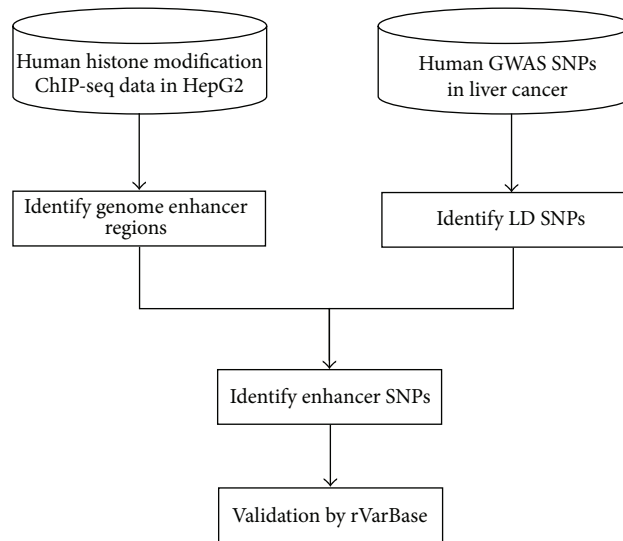 Human histone modification
ChIP-seq data in HepG2
Human GWAS SNPs
in liver cancer
Identify genome enhancer
regions
Identify LD SNPs
Identify enhancer SNPs
Validation by rVarBase